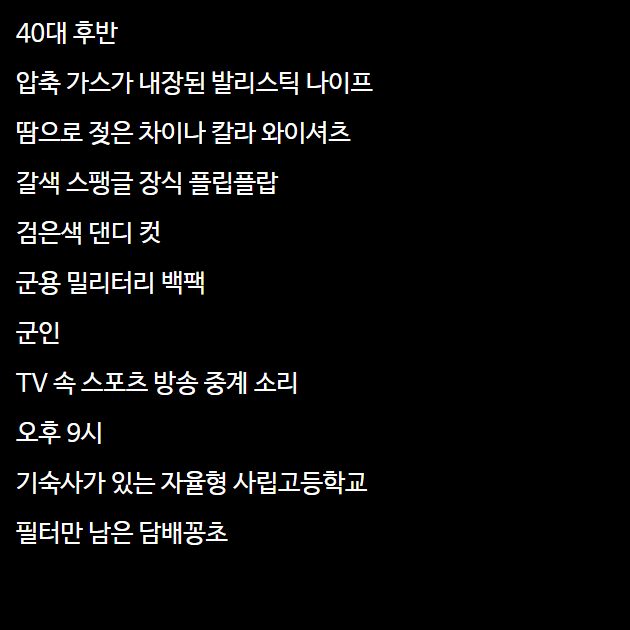 40대 후반
압축 가스가 내장된 발리스틱 나이프
땀으로 젖은 차이나 칼라 와이셔츠
갈색 스팽글 장식 플립플랍
검은색 댄디 컷
군용 밀리터리 백팩
군인
TV 속 스포츠 방송 중계 소리
오후 9시
기숙사가 있는 자율형 사립고등학교
필터만 남은 담배꽁초